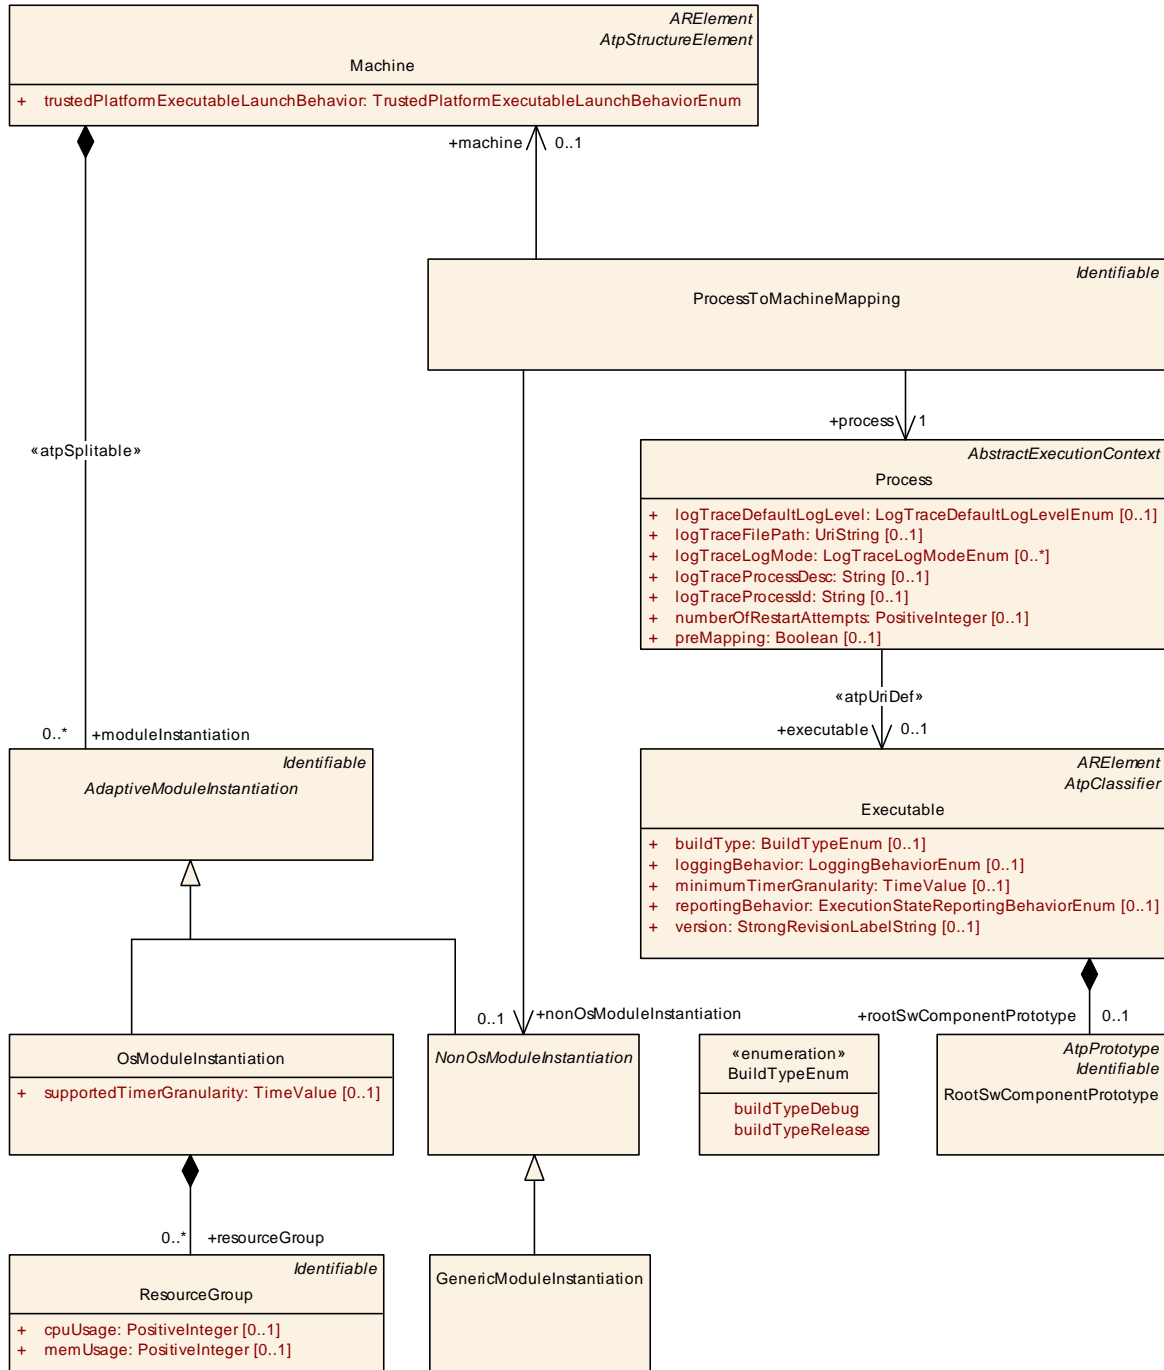 ARElement
AtpStructureElement
Machine
+ trustedPlatformExecutableLaunchBehavior: TrustedPlatformExecutableLaunchBehaviorEnum
+machine 0..1
Identifiable
ProcessToMachineMapping
+process 1
«atpSplitable»
AbstractExecutionContext
Process
+ logTraceDefaultLogLevel: LogTraceDefaultLogLevelEnum [0..1]
+ logTraceFilePath: UriString [0..1]
+ logTraceLogMode: LogTraceLogModeEnum [0..*]
+ logTraceProcessDesc: String [0..1]
+ logTraceProcessId: String [0..1]
+ numberOfRestartAttempts: PositiveInteger [0..1]
+ preMapping: Boolean [0..1]
«atpUriDef»
+executable 0..1
0..* +moduleInstantiation
Identifiable
AdaptiveModuleInstantiation
ARElement
AtpClassifier
Executable
+ buildType: BuildTypeEnum [0..1]
+ loggingBehavior: LoggingBehaviorEnum [0..1]
+ minimumTimerGranularity: TimeValue [0..1]
+ reportingBehavior: ExecutionStateReportingBehaviorEnum [0..1]
+ version: StrongRevisionLabelString [0..1]
0..1 +nonOsModuleInstantiation
+rootSwComponentPrototype 0..1
OsModuleInstantiation
+ supportedTimerGranularity: TimeValue [0..1]
NonOsModuleInstantiation
«enumeration»
BuildTypeEnum
buildTypeDebug
buildTypeRelease
AtpPrototype
Identifiable
RootSwComponentPrototype
0..* +resourceGroup
Identifiable
ResourceGroup
+ cpuUsage: PositiveInteger [0..1]
+ memUsage: PositiveInteger [0..1]
GenericModuleInstantiation